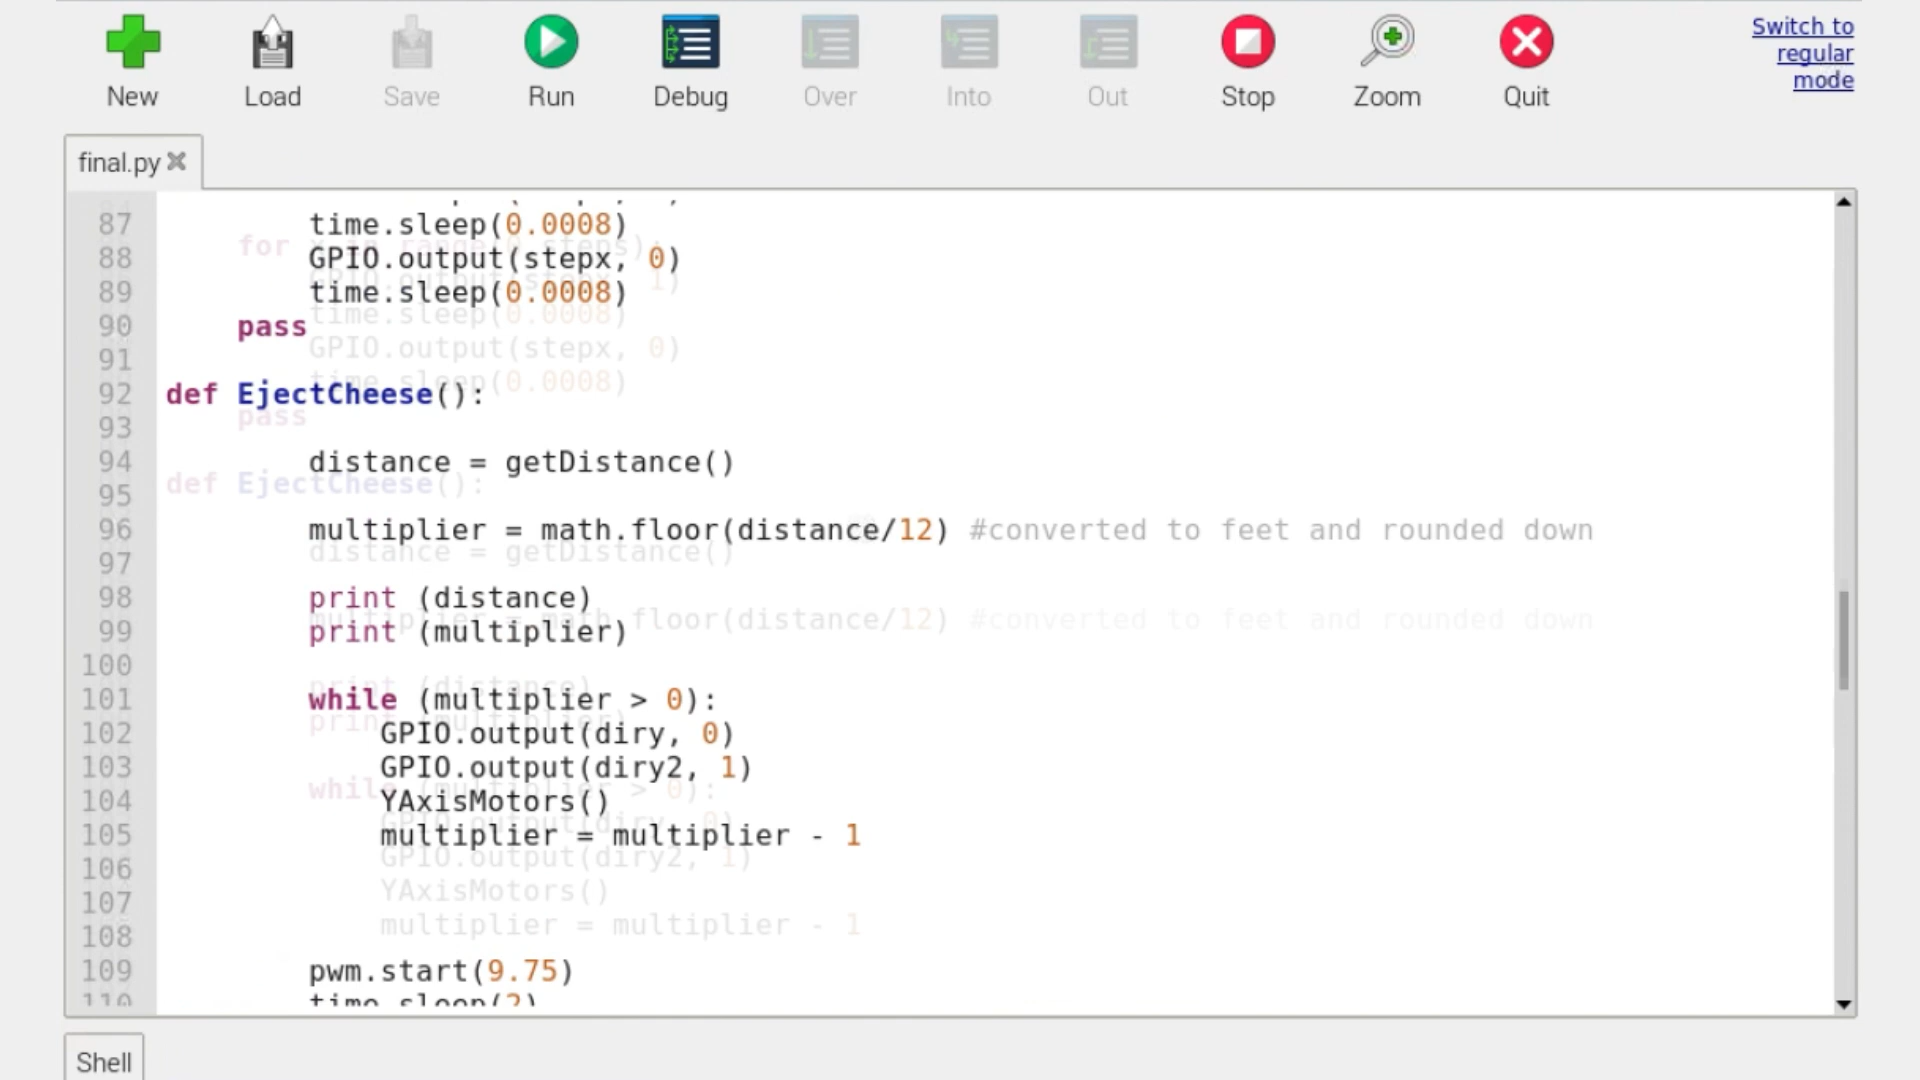 New
Load
Save
Run
Debug
Over
Into
Out
Stop
Zoom
Quit
Switch to
regular
mode
final.py
87 time.sleep(0.0008)
88 GPIO.output(stepx, 0)
89 time.sleep(0.0008)
90 pass
91
92 def EjectCheese():
93
94 distance = getDistance()
95
96 multiplier = math.floor(distance/12) #converted to feet and rounded down
97
98 print (distance)
99 print (multiplier)
100
101 while (multiplier > 0):
102 GPIO.output(diry, 0)
103 GPIO.output(diry2, 1)
104 YAxisMotors()
105 multiplier = multiplier - 1
106
107
108
109 pwm.start(9.75)
110 time.sleep(2)
Shell